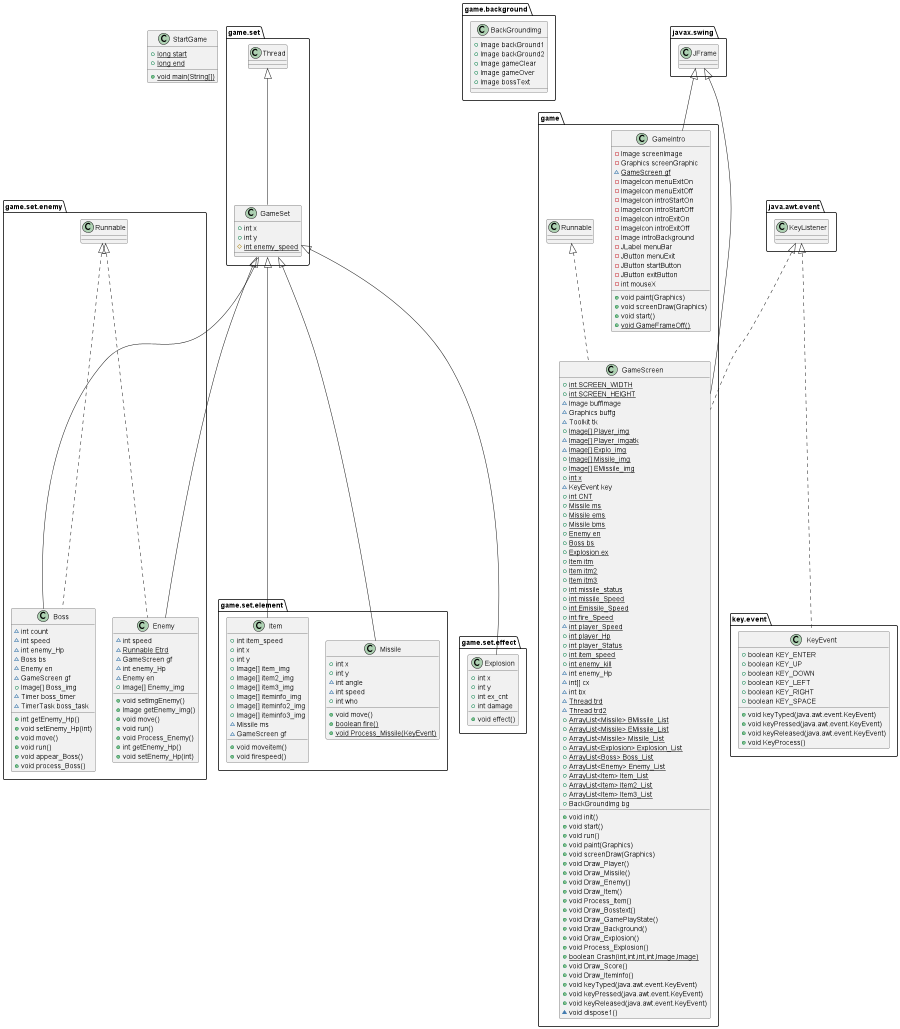 StartGame
long start
long end
void main(String[])
game.set
Thread
GameSet
int x
int y
int enemy_speed
game.background
BackGroundImg
Image backGround1
Image backGround2
Image gameClear
Image gameOver
Image bossText
javax.swing
JFrame
game
GameIntro
Image screenImage
Graphics screenGraphic
GameScreen gf
ImageIcon menuExitOn
ImageIcon menuExitOff
ImageIcon introStartOn
ImageIcon introStartOff
ImageIcon introExitOn
ImageIcon introExitOff
Image introBackground
JLabel menuBar
JButton menuExit
JButton startButton
JButton exitButton
int mouseX
void paint(Graphics)
void screenDraw(Graphics)
void start()
void GameFrameOff()
Runnable
GameScreen
int SCREEN_WIDTH
int SCREEN_HEIGHT
Image buffImage
Graphics buffg
Toolkit tk
Image[] Player_img
Image[] Player_imgatk
Image[] Explo_img
Image[] Missile_img
Image[] EMissile_img
int x
KeyEvent key
int CNT
Missile ms
Missile ems
Missile bms
Enemy en
Boss bs
Explosion ex
Item itm
Item itm2
Item itm3
int missile_status
int missile_Speed
int Emissile_Speed
int fire_Speed
int player_Speed
int player_Hp
int player_Status
int item_speed
int enemy_kill
int enemy_Hp
int[] cx
int bx
Thread trd
Thread trd2
ArrayList<Missile> BMissile_List
ArrayList<Missile> EMissile_List
ArrayList<Missile> Missile_List
ArrayList<Explosion> Explosion_List
ArrayList<Boss> Boss_List
ArrayList<Enemy> Enemy_List
ArrayList<Item> Item_List
ArrayList<Item> Item2_List
ArrayList<Item> Item3_List
BackGroundImg bg
void init()
void start()
void run()
void paint(Graphics)
void screenDraw(Graphics)
void Draw_Player()
void Draw_Missile()
void Draw_Enemy()
void Draw_Item()
void Process_Item()
void Draw_Bosstext()
void Draw_GamePlayState()
void Draw_Background()
void Draw_Explosion()
void Process_Explosion()
boolean Crash(int,int,int,int,Image,Image)
void Draw_Score()
void Draw_ItemInfo()
void keyTyped(java.awt.event.KeyEvent)
void keyPressed(java.awt.event.KeyEvent)
void keyReleased(java.awt.event.KeyEvent)
void dispose1()
java.awt.event
KeyListener
key.event
KeyEvent
boolean KEY_ENTER
boolean KEY_UP
boolean KEY_DOWN
boolean KEY_LEFT
boolean KEY_RIGHT
boolean KEY_SPACE
void keyTyped(java.awt.event.KeyEvent)
void keyPressed(java.awt.event.KeyEvent)
void keyReleased(java.awt.event.KeyEvent)
void KeyProcess()
game.set.enemy
Runnable
Boss
int count
int speed
int enemy_Hp
Boss bs
Enemy en
GameScreen gf
Image[] Boss_img
Timer boss_timer
TimerTask boss_task
int getEnemy_Hp()
void setEnemy_Hp(int)
void move()
void run()
void appear_Boss()
void process_Boss()
Enemy
int speed
Runnable Etrd
GameScreen gf
int enemy_Hp
Enemy en
Image[] Enemy_img
void setImgEnemy()
Image getEnemy_img()
void move()
void run()
void Process_Enemy()
int getEnemy_Hp()
void setEnemy_Hp(int)
game.set.element
Item
int item_speed
int x
int y
Image[] item_img
Image[] item2_img
Image[] item3_img
Image[] iteminfo_img
Image[] iteminfo2_img
Image[] iteminfo3_img
Missile ms
GameScreen gf
void moveitem()
void firespeed()
Missile
int x
int y
int angle
int speed
int who
void move()
boolean fire()
void Process_Missile(KeyEvent)
game.set.effect
Explosion
int x
int y
int ex_cnt
int damage
void effect()